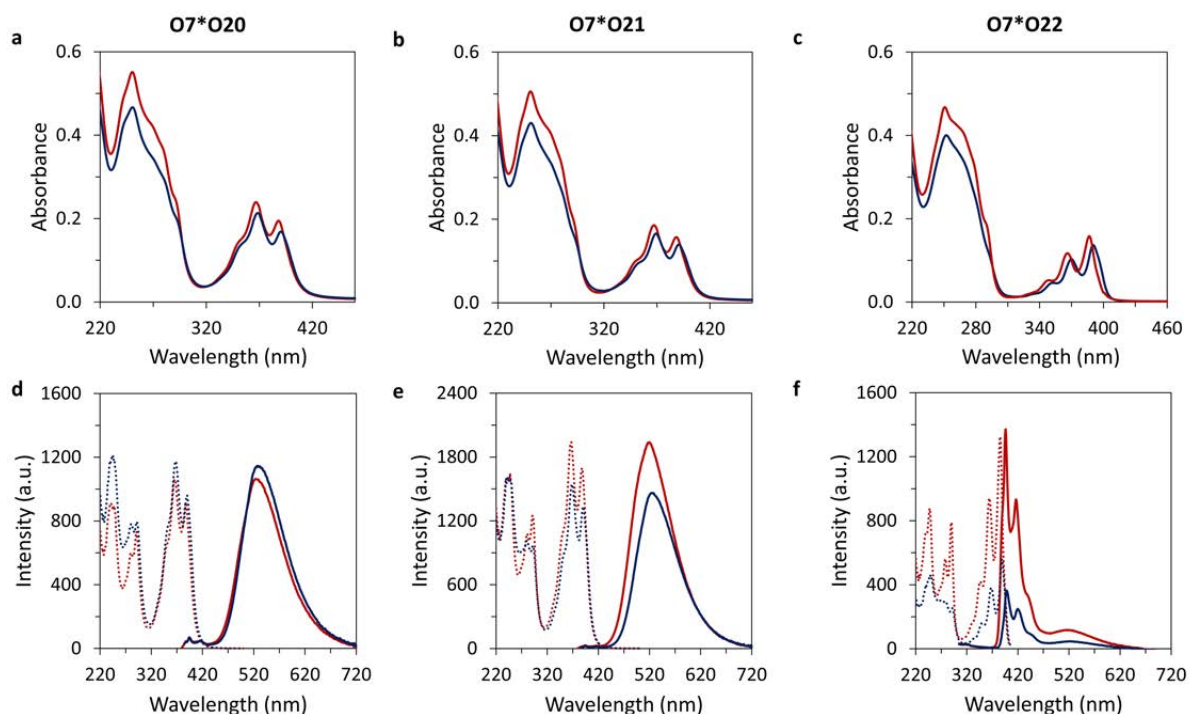 O7*O20 O7*O21 O7*O22
a b c
0.6 0.6 0.6
0.4 0.4 0.4
0.2 0.2 0.2
0.0 0.0 0.0
Absorbance Absorbance Absorbance
220 320 420 220 320 420 220 280 340 400 460
Wavelength (nm) Wavelength (nm) Wavelength (nm)
d e f
1600 2400 1600
1200 1800 1200
800 1200 800
400 600 400
0 0 0
Intensity (a.u.) Intensity (a.u.) Intensity (a.u.)
220 320 420 520 620 720 220 320 420 520 620 720 220 320 420 520 620 720
Wavelength (nm) Wavelength (nm) Wavelength (nm)